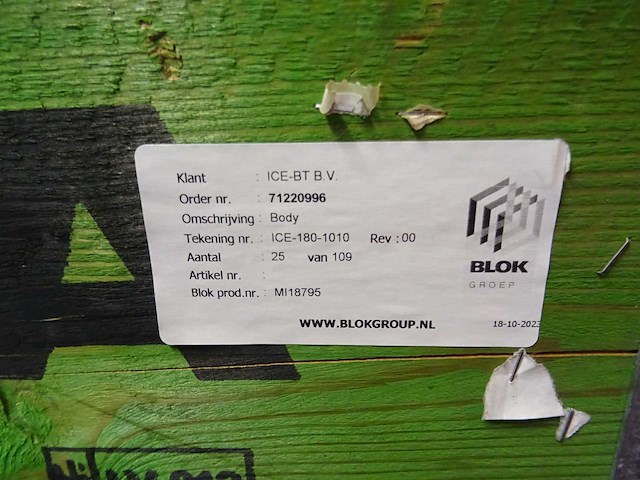 Klant : ICE-BT B.V.
Order nr. : 71220996
Omschrijving : Body
Tekening nr. : ICE-180-1010 Rev : 00
Aantal : 25 van 109
Artikel nr. :
Blok prod.nr. : MI18795
BLOK
GROEP
WWW.BLOKGROUP.NL
18-10-2023